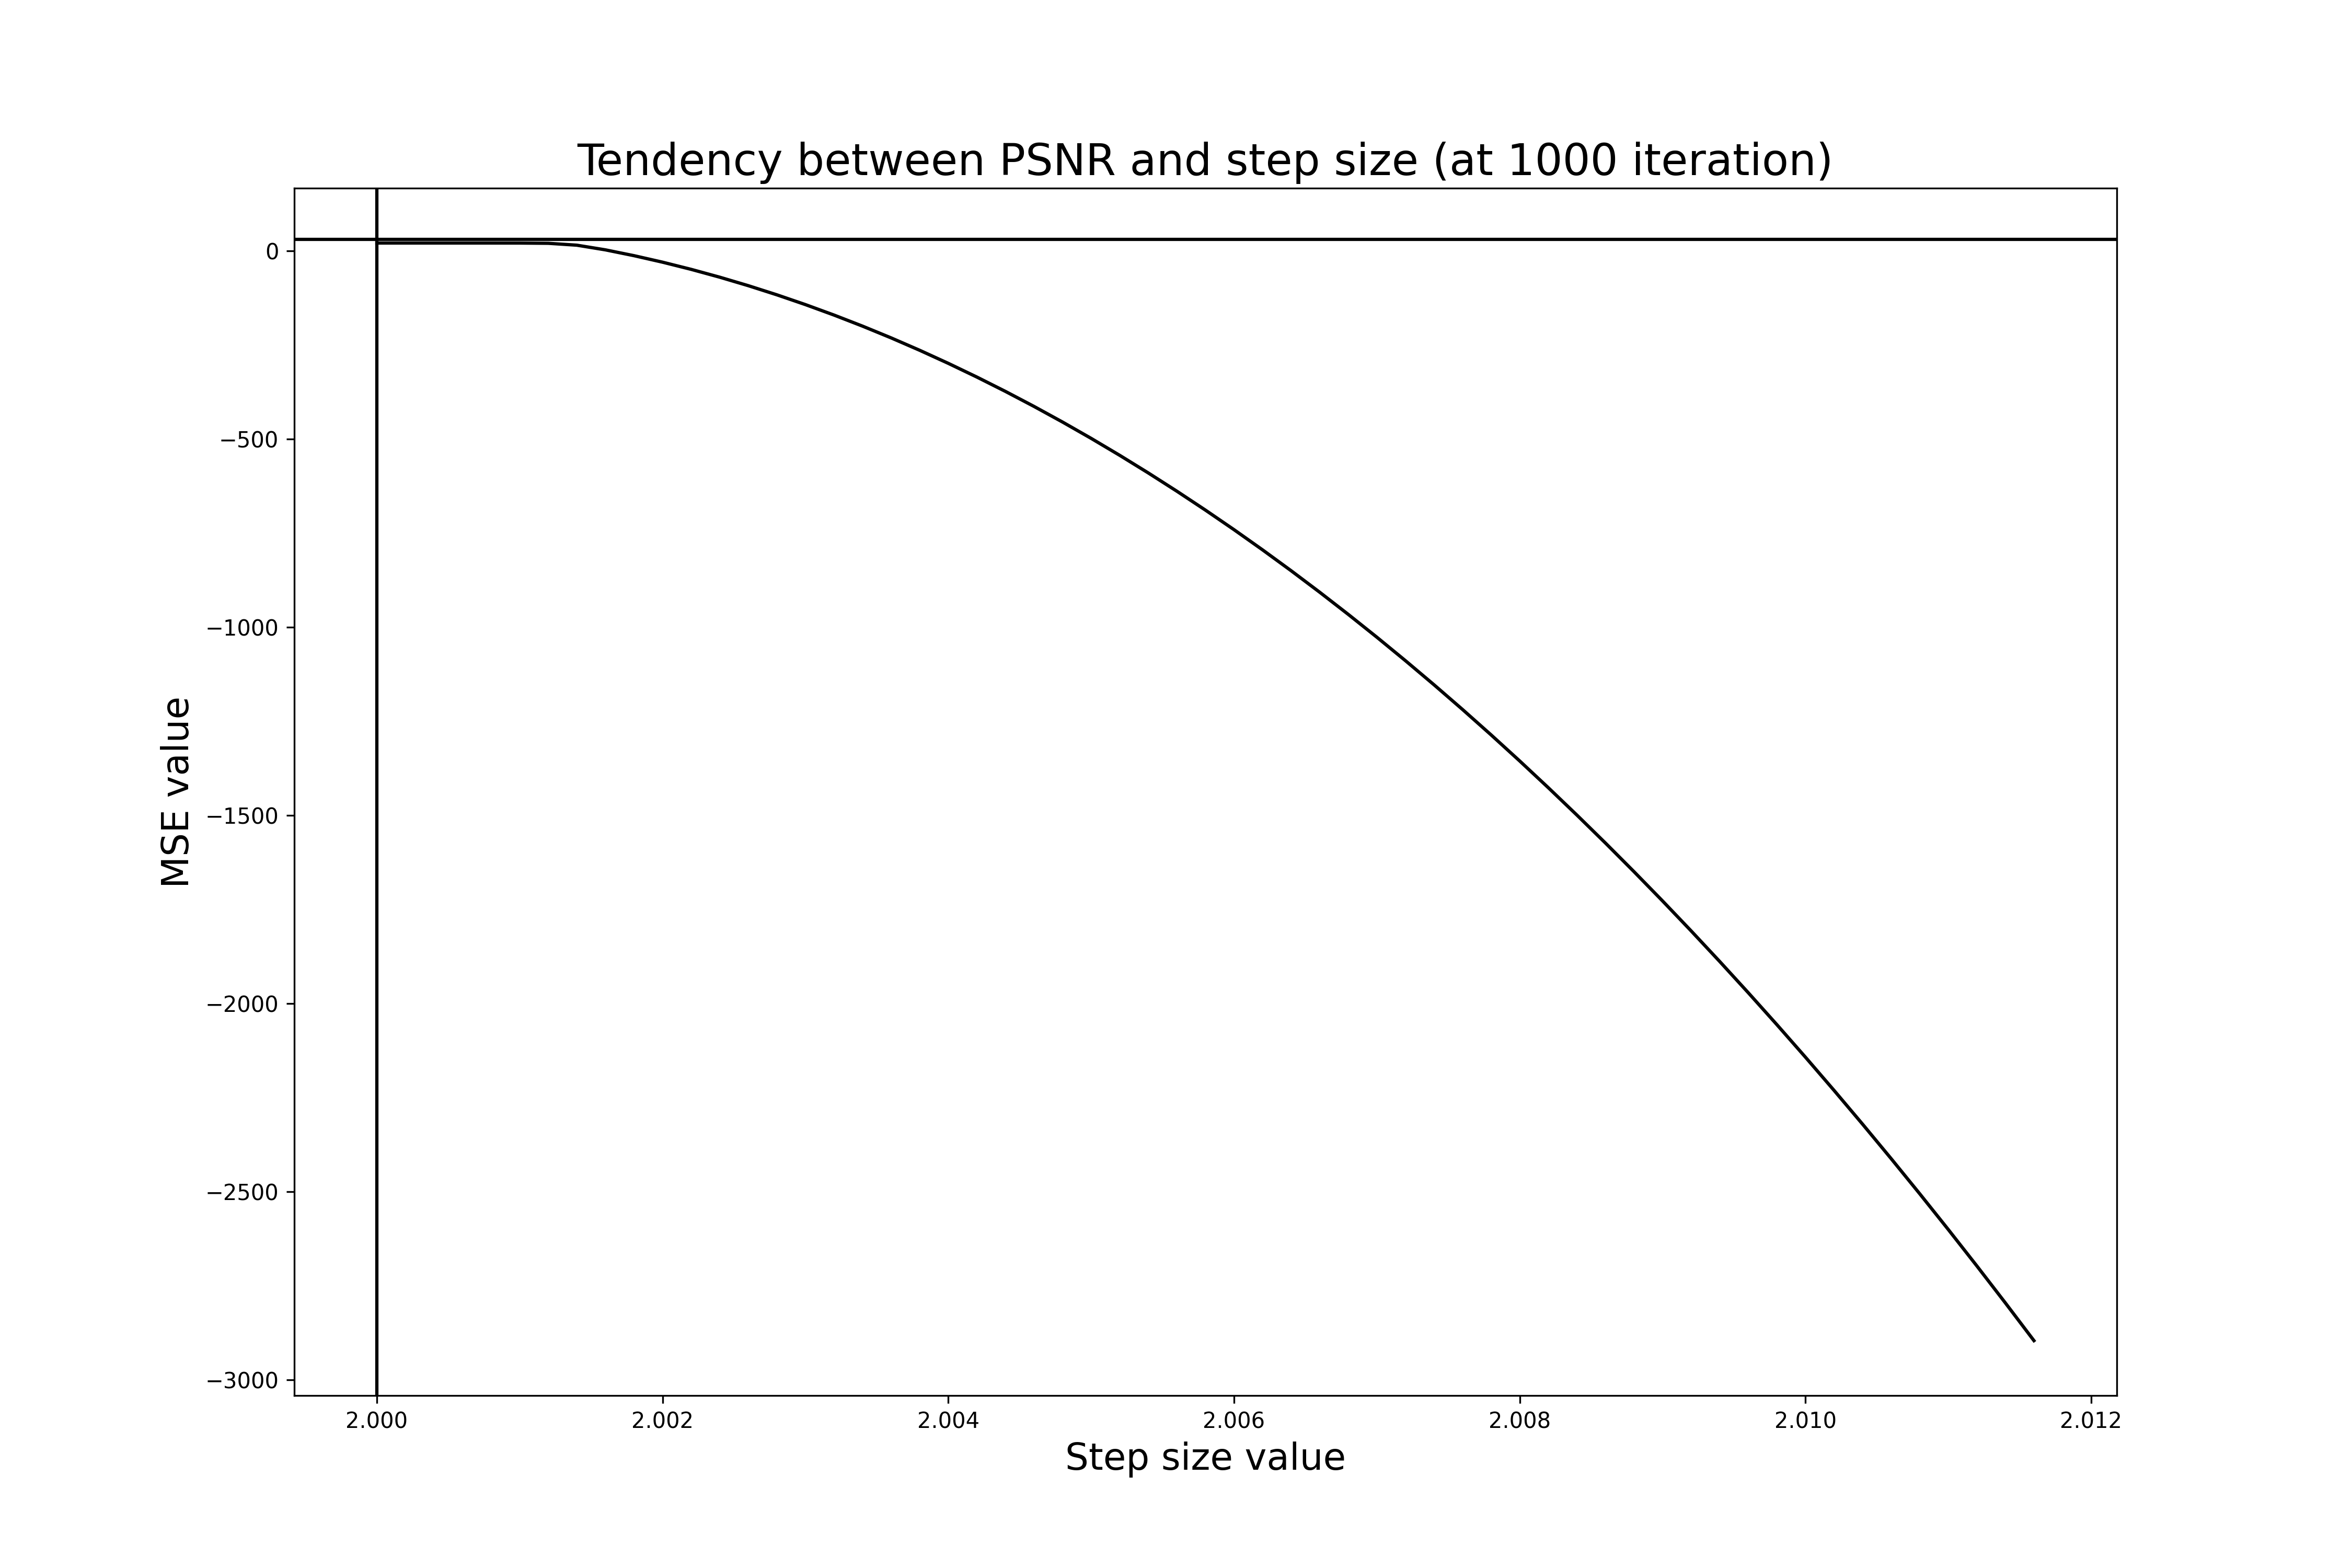 Tendency between PSNR and step size (at 1000 iteration)
0
−500
−1000
−1500
−2000
−2500
−3000
MSE value
2.000 2.002 2.004 2.006 2.008 2.010 2.012
Step size value